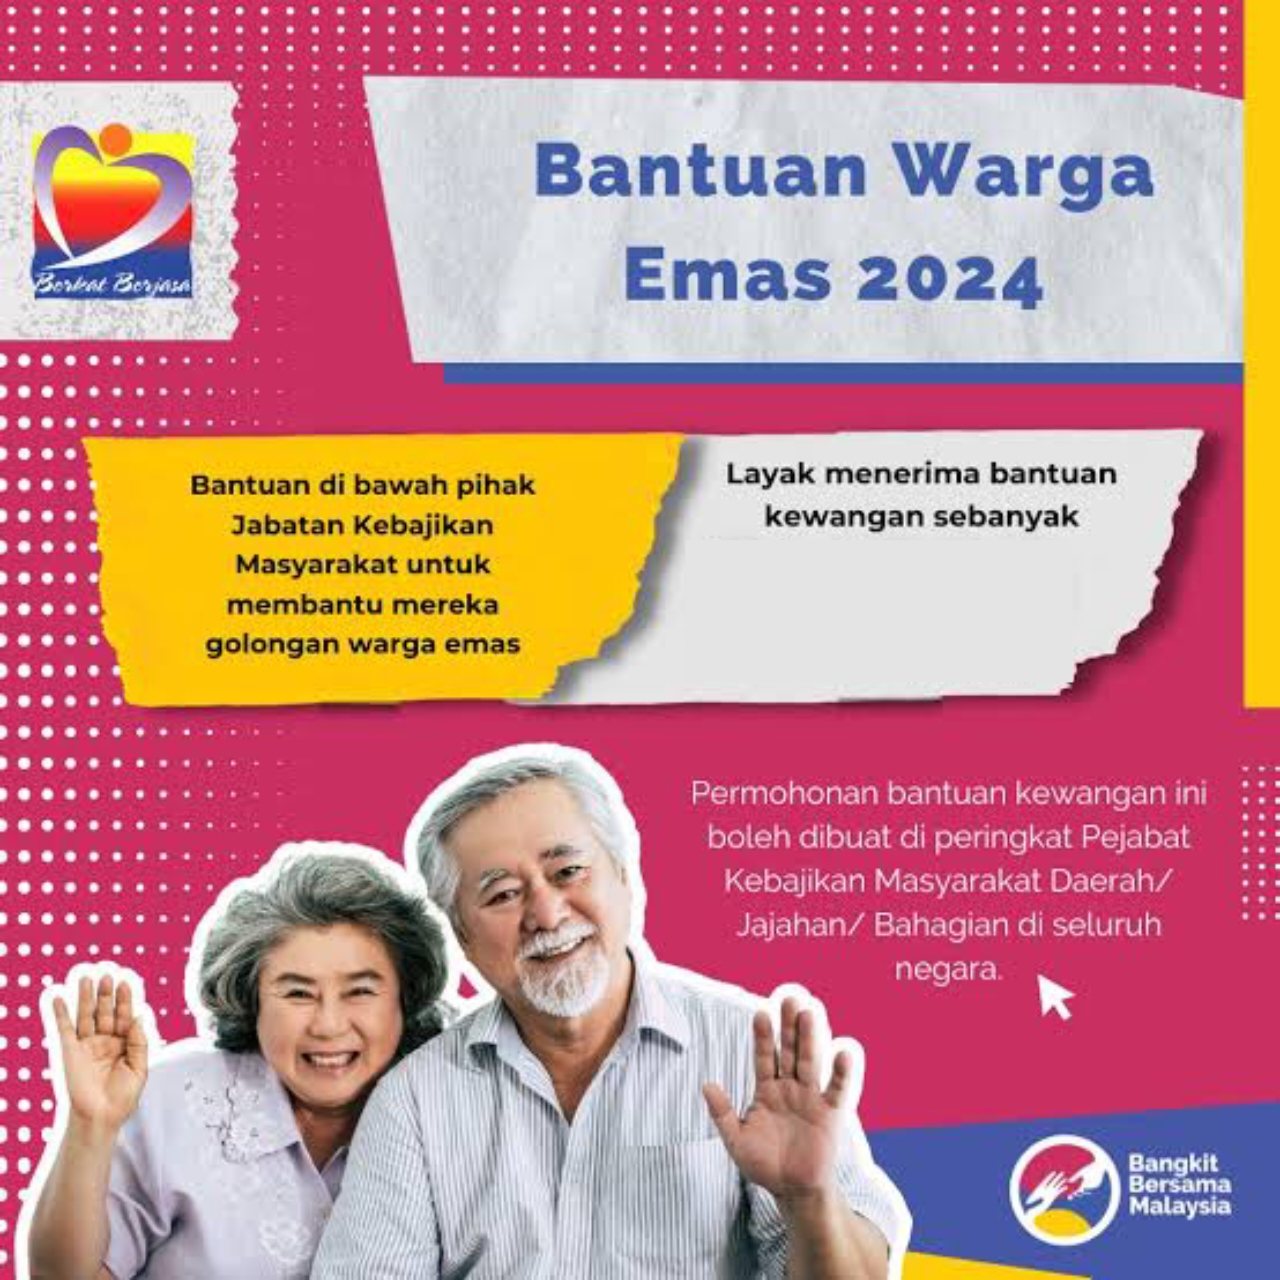 Berkat Berjasa
Bantuan Warga
Emas 2024
Bantuan di bawah pihak
Jabatan Kebajikan
Masyarakat untuk
membantu mereka
golongan warga emas
Layak menerima bantuan
kewangan sebanyak
Permohonan bantuan kewangan ini
boleh dibuat di peringkat Pejabat
Kebajikan Masyarakat Daerah/
Jajahan/ Bahagian di seluruh
negara.
Bangkit
Bersama
Malaysia